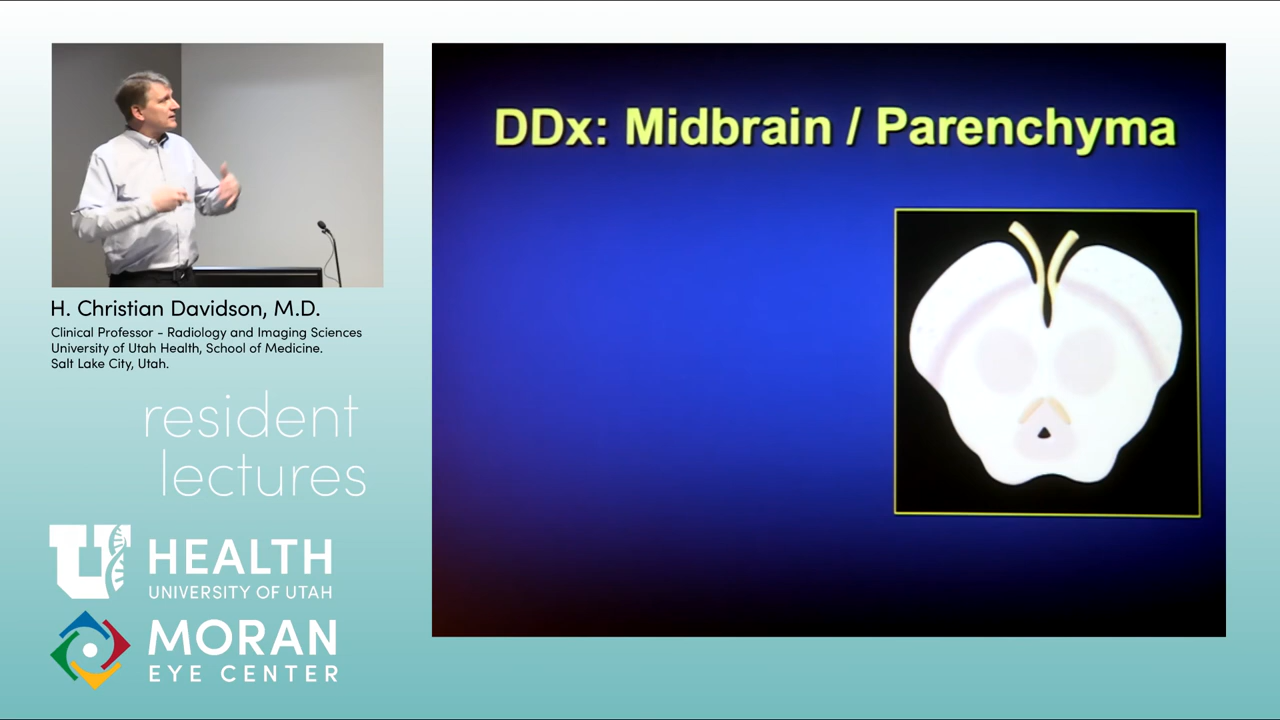 DDx: Midbrain / Parenchyma
H. Christian Davidson, M.D.
Clinical Professor - Radiology and Imaging Sciences
University of Utah Health, School of Medicine.
Salt Lake City, Utah.
resident
lectures
U HEALTH
UNIVERSITY OF UTAH
MORAN
EYE CENTER